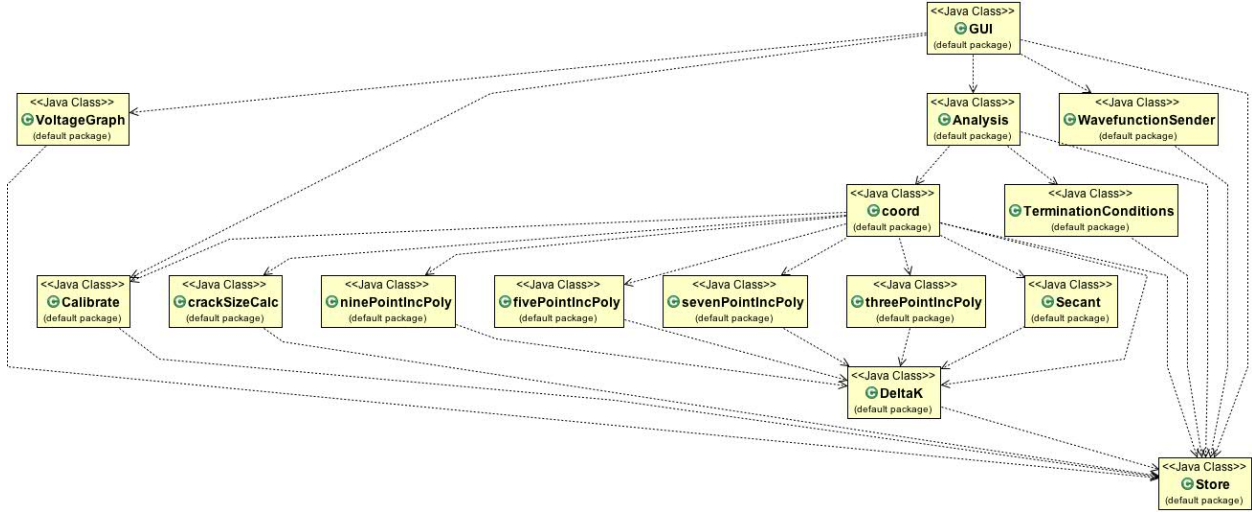 <<Java Class>>
GUI
(default package)
<<Java Class>>
VoltageGraph
(default package)
<<Java Class>>
Analysis
(default package)
<<Java Class>>
WavefunctionSender
(default package)
<<Java Class>>
coord
(default package)
<<Java Class>>
TerminationConditions
(default package)
<<Java Class>>
Calibrate
(default package)
<<Java Class>>
crackSizeCalc
(default package)
<<Java Class>>
ninePointIncPoly
(default package)
<<Java Class>>
fivePointIncPoly
(default package)
<<Java Class>>
sevenPointIncPoly
(default package)
<<Java Class>>
threePointIncPoly
(default package)
<<Java Class>>
Secant
(default package)
<<Java Class>>
DeltaK
(default package)
<<Java Class>>
Store
(default package)